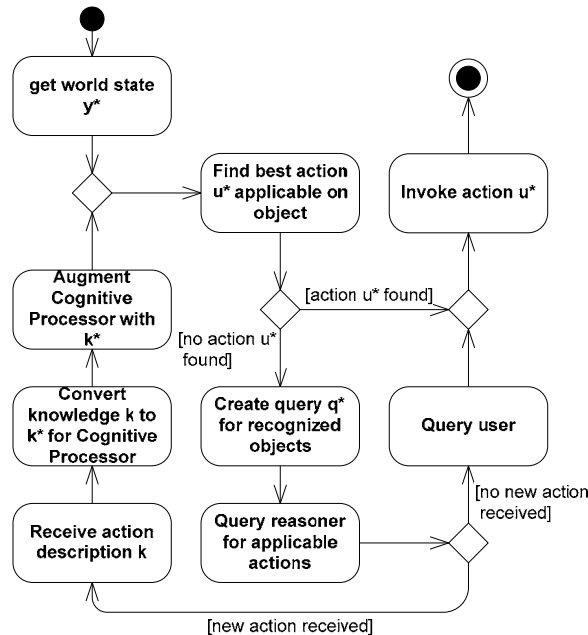 get world state
y*
Find best action
u* applicable on
object
Invoke action u*
Augment
Cognitive
Processor with
k*
[action u* found]
[no action u*
found]
Convert
knowledge k to
k* for Cognitive
Processor
Create query q*
for recognized
objects
Query user
Receive action
description k
Query reasoner
for applicable
actions
[no new action
received]
[new action received]